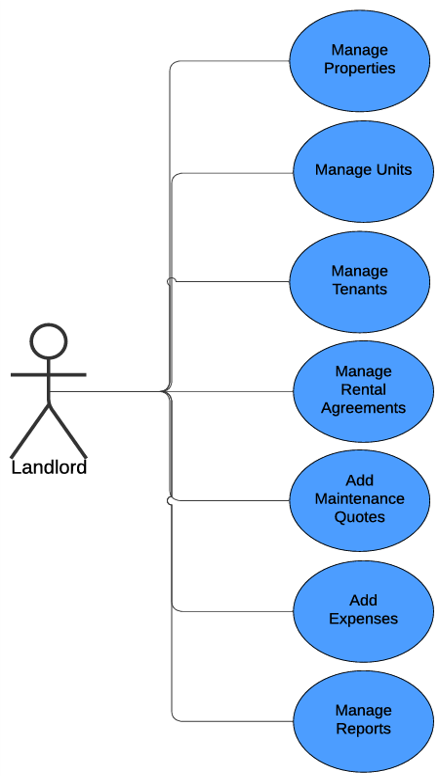 Manage
Properties
Manage Units
Manage
Tenants
Manage
Rental
Agreements
Landlord
Add
Maintenance
Quotes
Add
Expenses
Manage
Reports